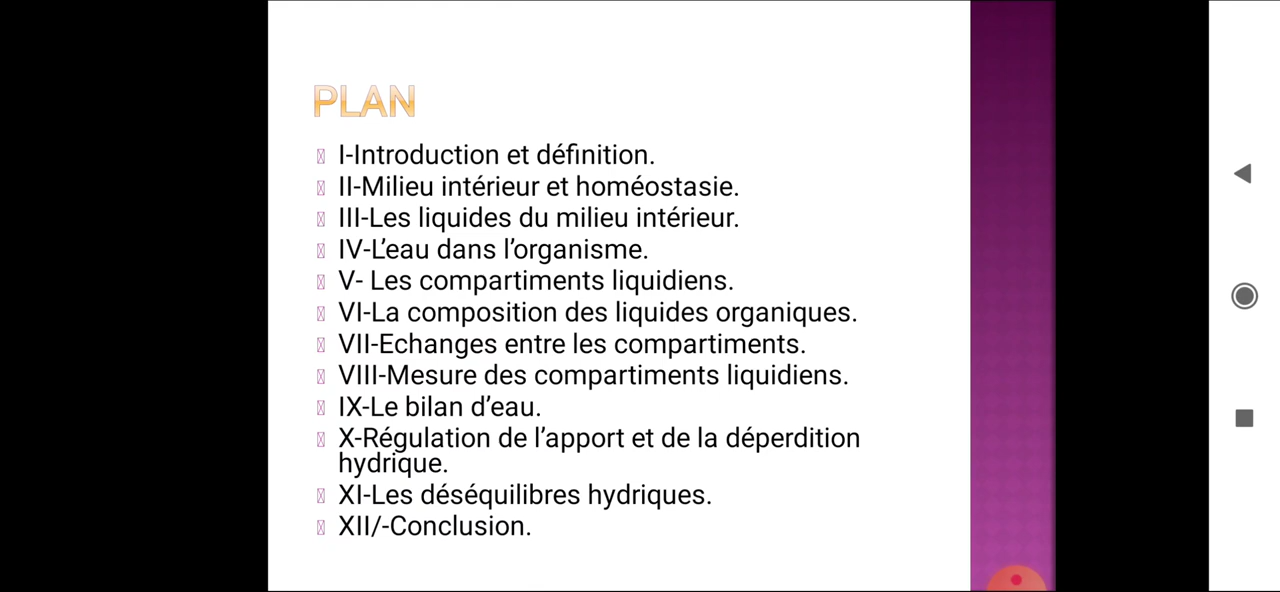 PLAN
I-Introduction et définition.
II-Milieu intérieur et homéostasie.
III-Les liquides du milieu intérieur.
IV-L’eau dans l’organisme.
V- Les compartiments liquidiens.
VI-La composition des liquides organiques.
VII-Echanges entre les compartiments.
VIII-Mesure des compartiments liquidiens.
IX-Le bilan d’eau.
X-Régulation de l’apport et de la déperdition
hydrique.
XI-Les déséquilibres hydriques.
XII/-Conclusion.